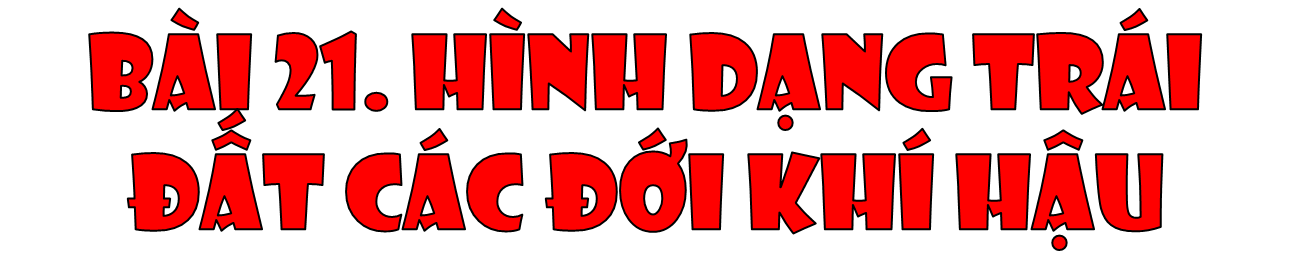 BÀI 21. HÌNH DẠNG TRÁI
ĐẤT CÁC ĐỚI KHÍ HẬU